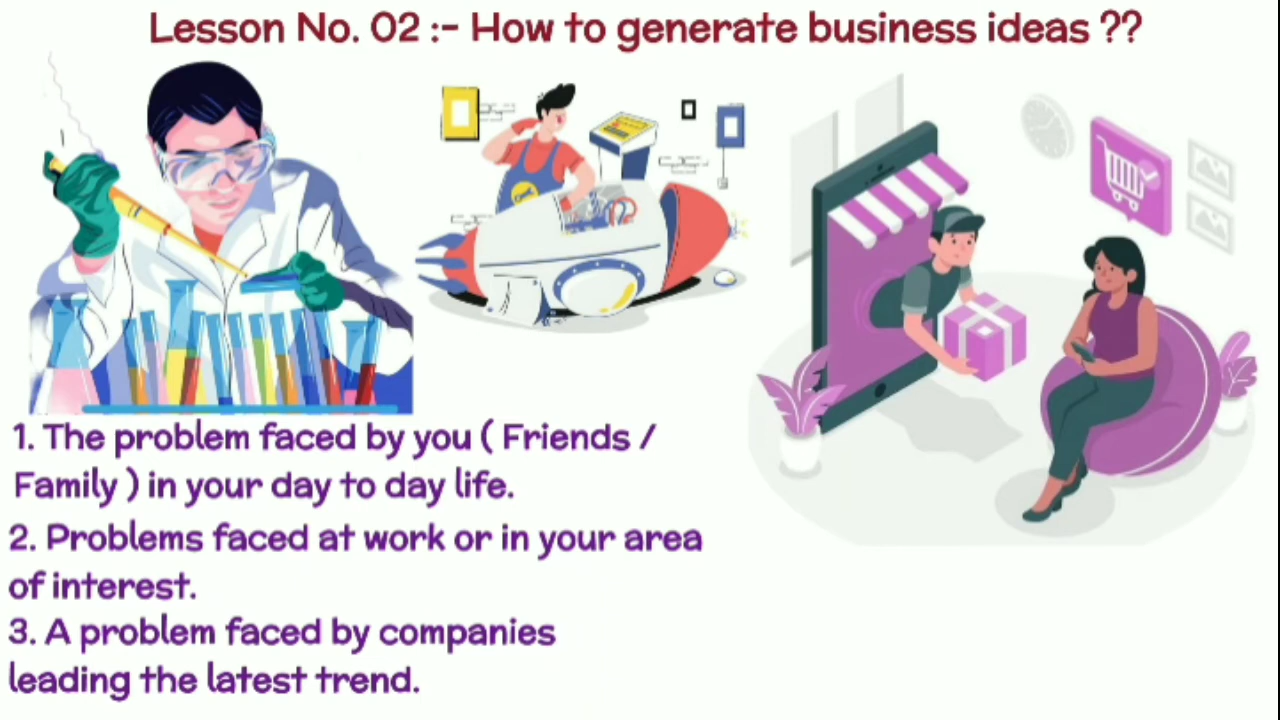 Lesson No. 02 :- How to generate business ideas ??
1. The problem faced by you ( Friends /
Family ) in your day to day life.
2. Problems faced at work or in your area
of interest.
3. A problem faced by companies
leading the latest trend.